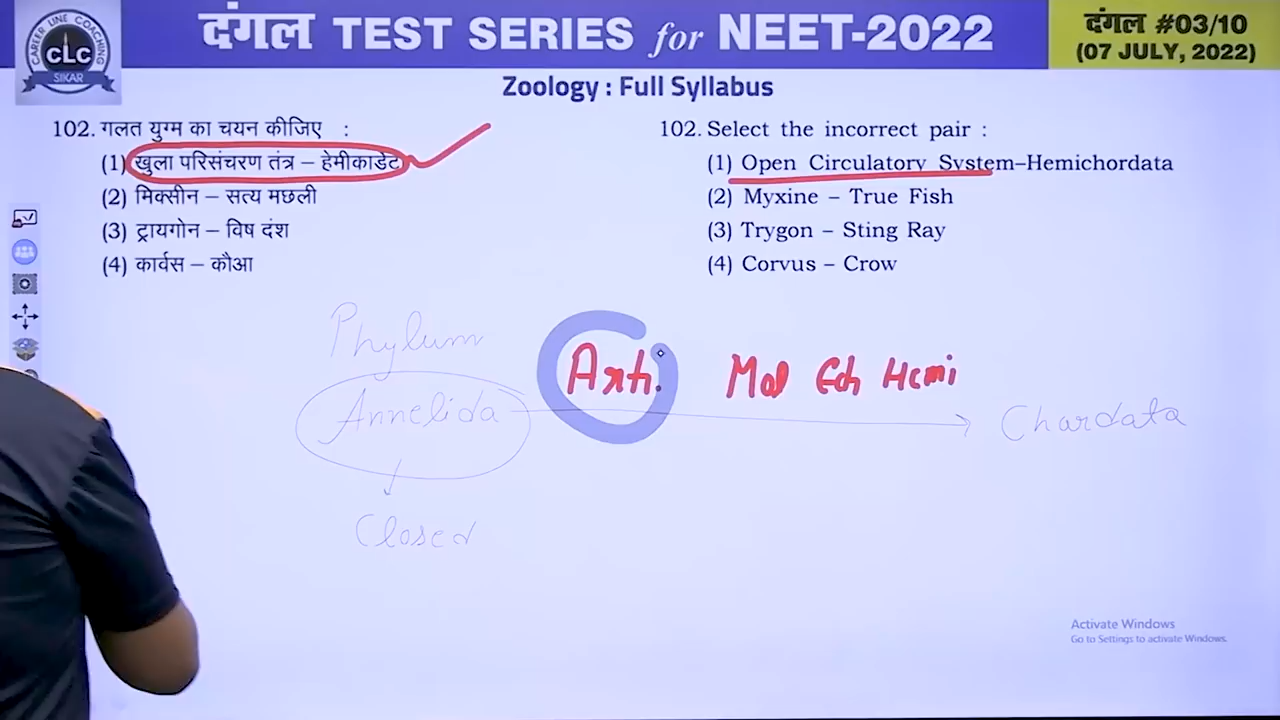 CAREER LINE COACHING
CLC
SIKAR
दंगल TEST SERIES for NEET-2022
दंगल #03/10
(07 JULY, 2022)
Zoology : Full Syllabus
102. गलत युग्म का चयन कीजिए :
(1) खुला परिसंचरण तंत्र – हेमीकार्डेट
(2) मिक्सीन – सत्य मछली
(3) ट्रायगोन – विष दंश
(4) कार्वस – कौआ
102. Select the incorrect pair :
(1) Open Circulatory System–Hemichordata
(2) Myxine – True Fish
(3) Trygon – Sting Ray
(4) Corvus – Crow
Phylum
Arth. Mol Ech Hemi
Annelida
Chordata
Closed
Activate Windows
Go to Settings to activate Windows.